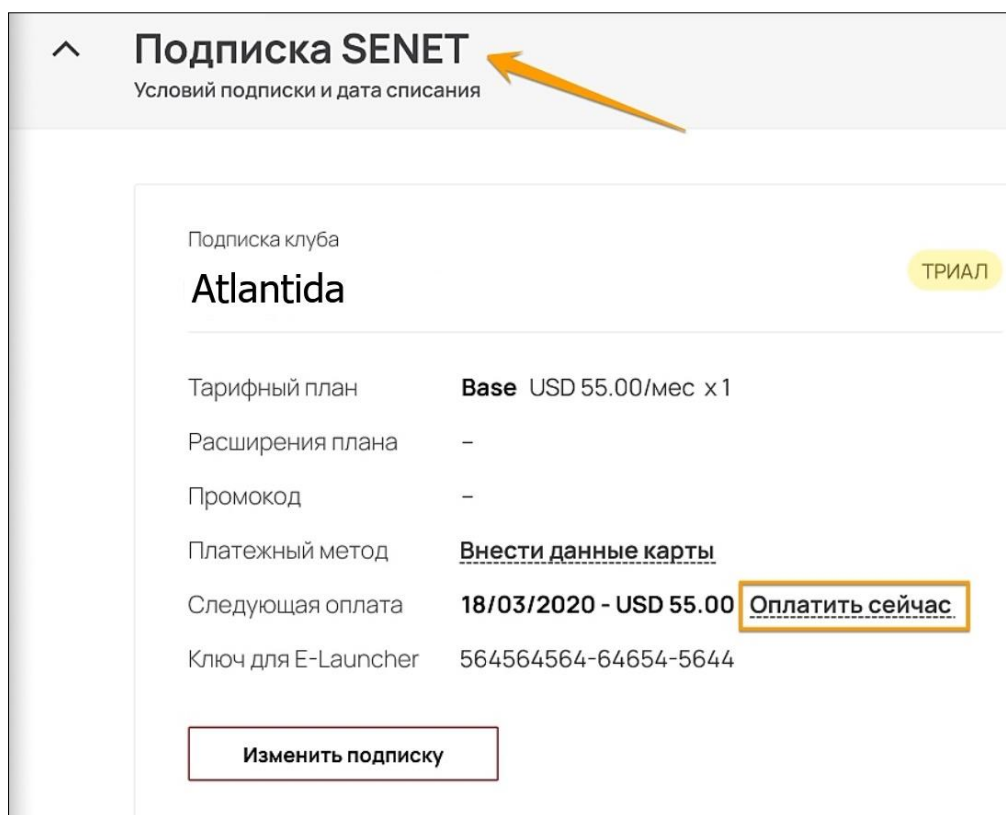 Подписка SENET
Условий подписки и дата списания
Подписка клуба
Atlantida
ТРИАЛ
Тарифный план Base USD 55.00/мес x 1
Расширения плана –
Промокод –
Платежный метод Внести данные карты
Следующая оплата 18/03/2020 - USD 55.00 Оплатить сейчас
Ключ для E-Launcher 564564564-64654-5644
Изменить подписку